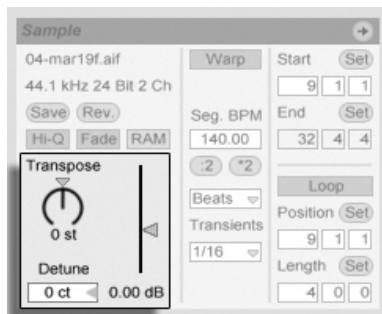 Sample
04-mar19f.aif
44.1 kHz 24 Bit 2 Ch
Save Rev.
Hi-Q Fade RAM
Transpose
0 st
Detune
0 ct 0.00 dB
Warp
Seg. BPM
140.00
:2 *2
Beats
Transients
1/16
Start Set
9 1 1
End Set
32 4 4
Loop
Position Set
9 1 1
Length Set
4 0 0